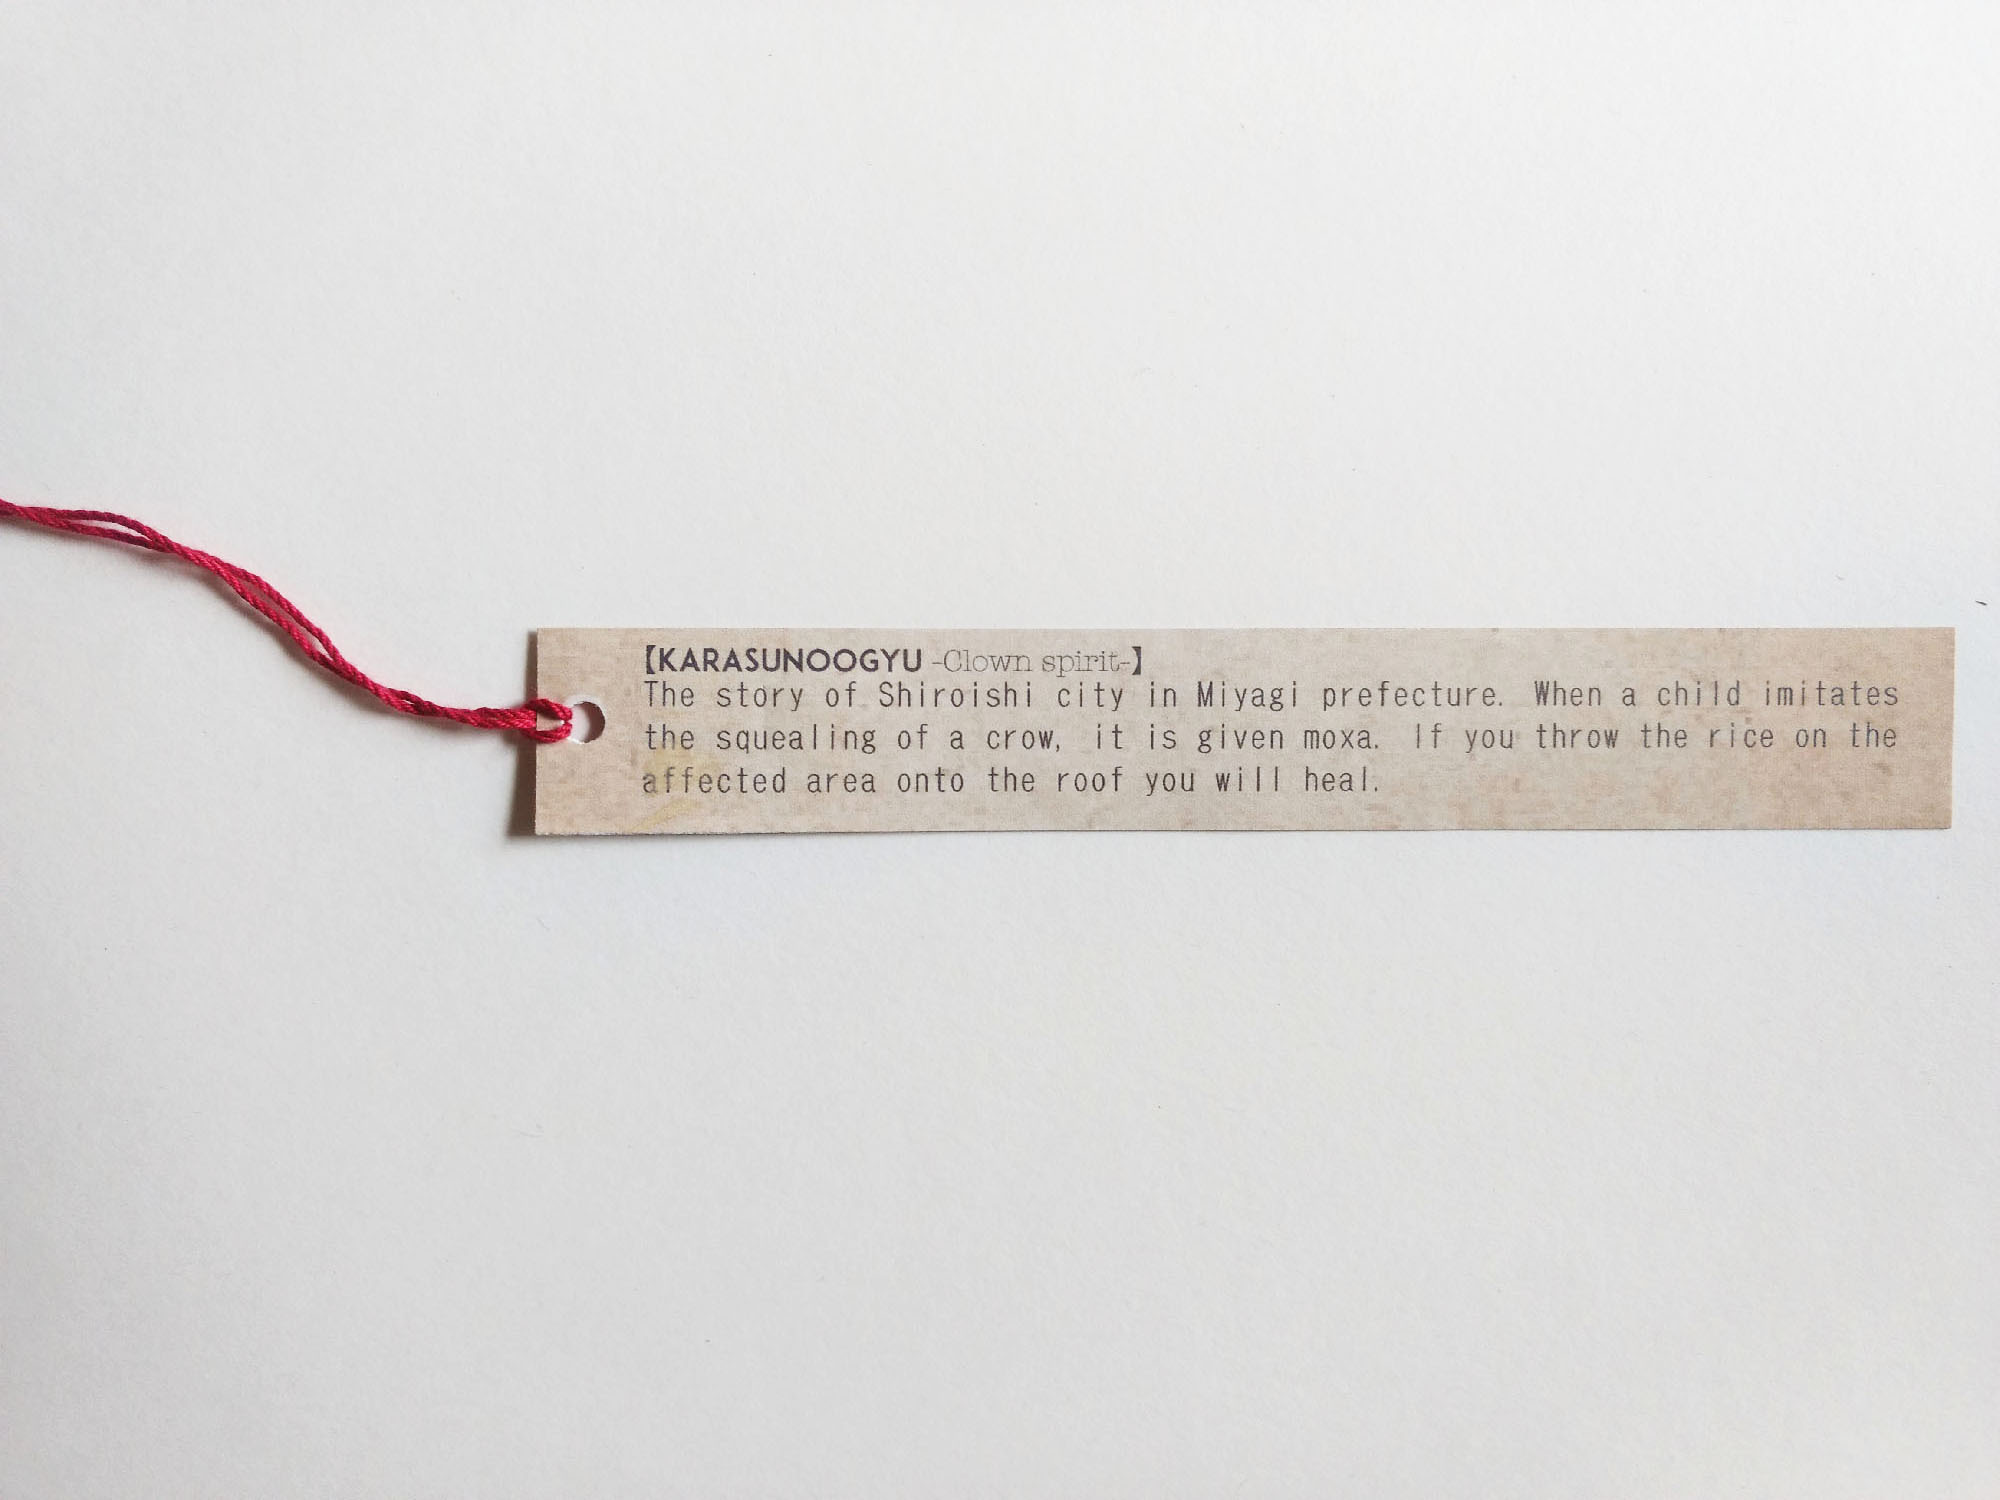 【KARASUNOOGYU -Clown spirit-】
The story of Shiroishi city in Miyagi prefecture. When a child imitates
the squealing of a crow, it is given moxa. If you throw the rice on the
affected area onto the roof you will heal.